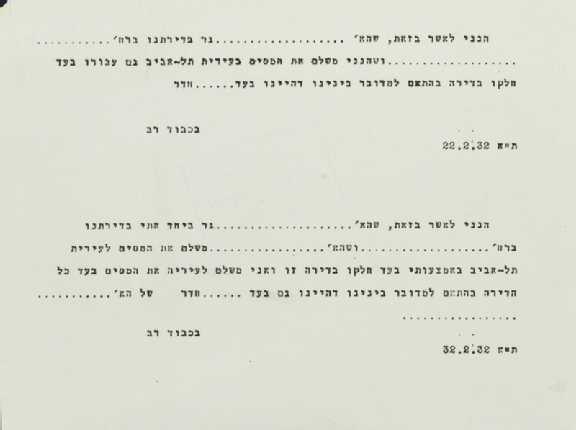 הנני לאשר בזאת, שהא' ....................גר בדירתנו ברח' ...........
....................ושהנני משלם את המסים בעירית תל-אביב גם עבורו בעד
חלקו בדירה בהתאם למדובר בינינו דהיינו בעד......חדר
בכבוד רב
ת"א 22.2.32
הנני לאשר בזאת, שהא'......................גר ביחד אתי בדירתנו
ברח'....................ושהא'..................משלם את המסים לעירית
תל-אביב באמצעותי בעד חלקו בדירה זו ואני משלם לעיריה את המסים בעד כל
הדירה בהתאם למדובר בינינו דהיינו גם בעד ......חדר של הא'...........
.................
בכבוד רב
ת"א 32.2.32